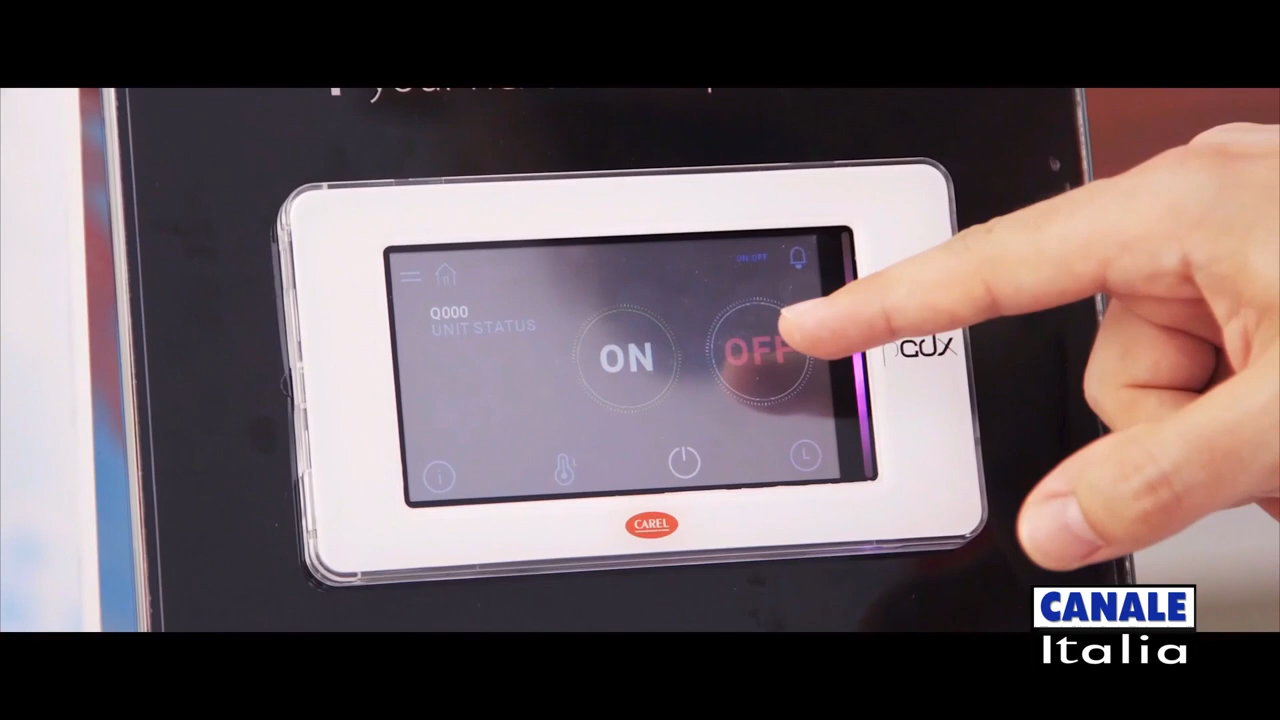 ON/OFF
Q000
UNIT STATUS
ON
OFF
CAREL
CANALE
Italia